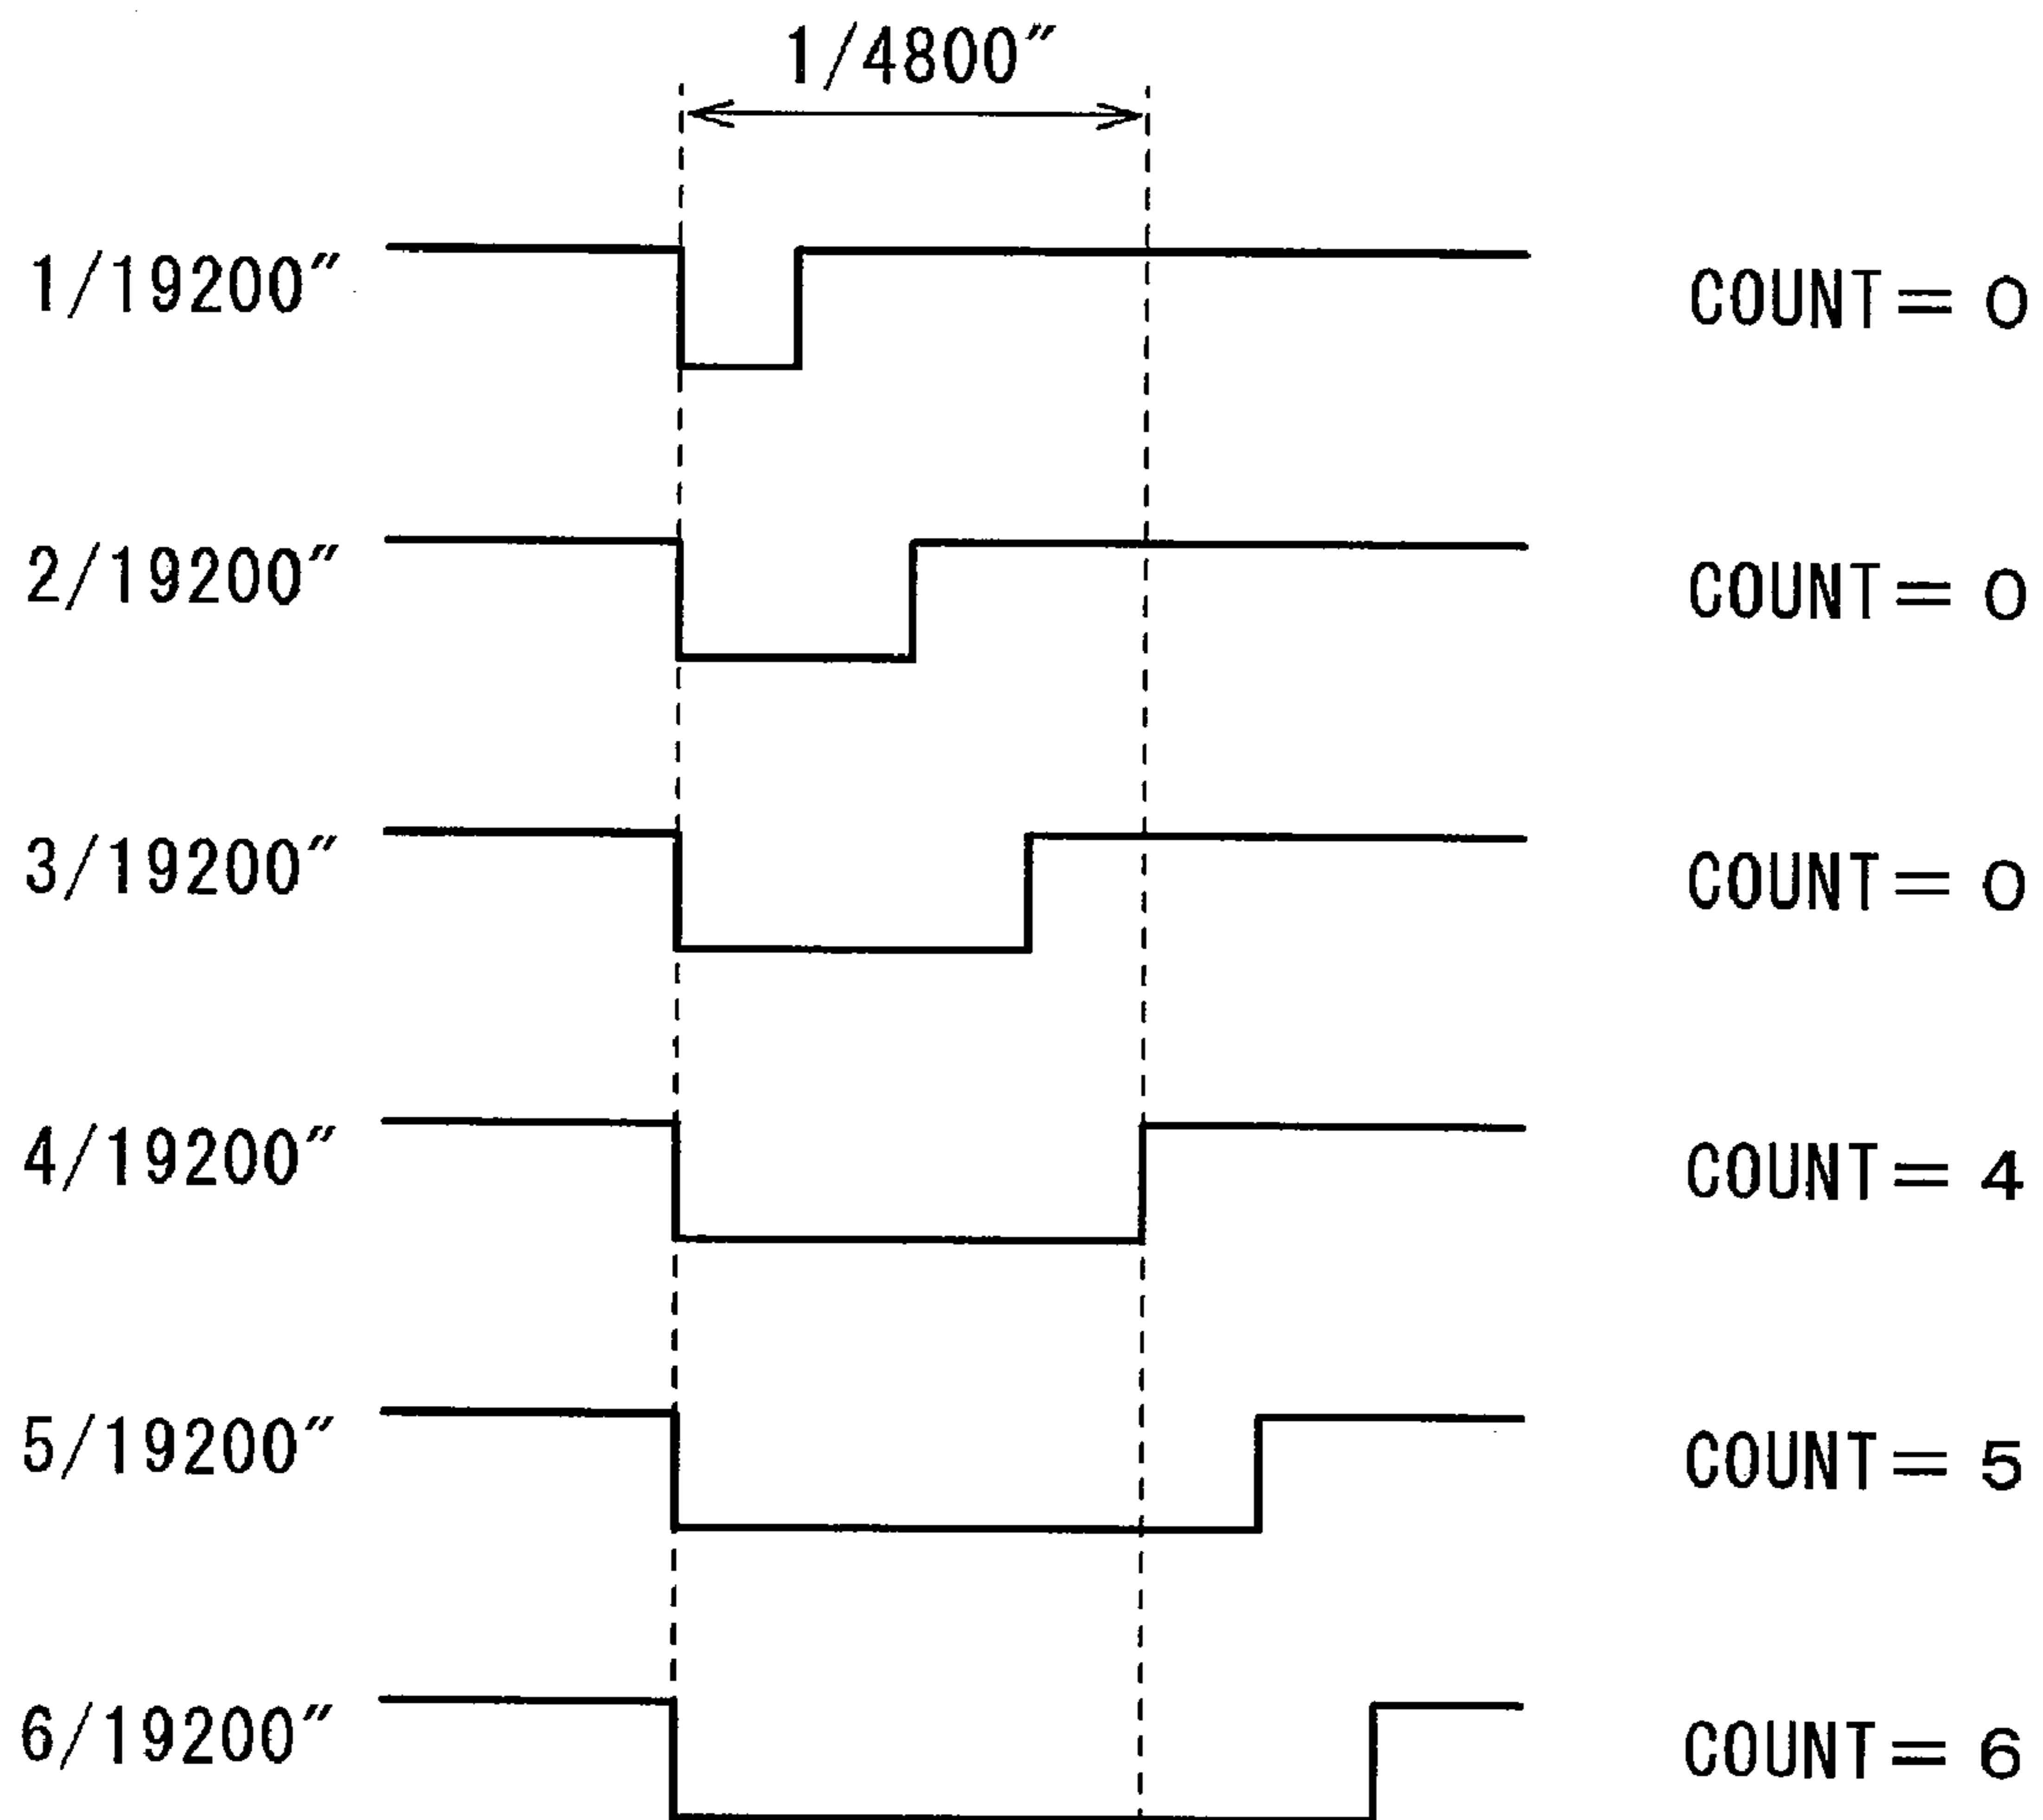 1/4800″
1/19200″ COUNT＝0
2/19200″ COUNT＝0
3/19200″ COUNT＝0
4/19200″ COUNT＝4
5/19200″ COUNT＝5
6/19200″ COUNT＝6